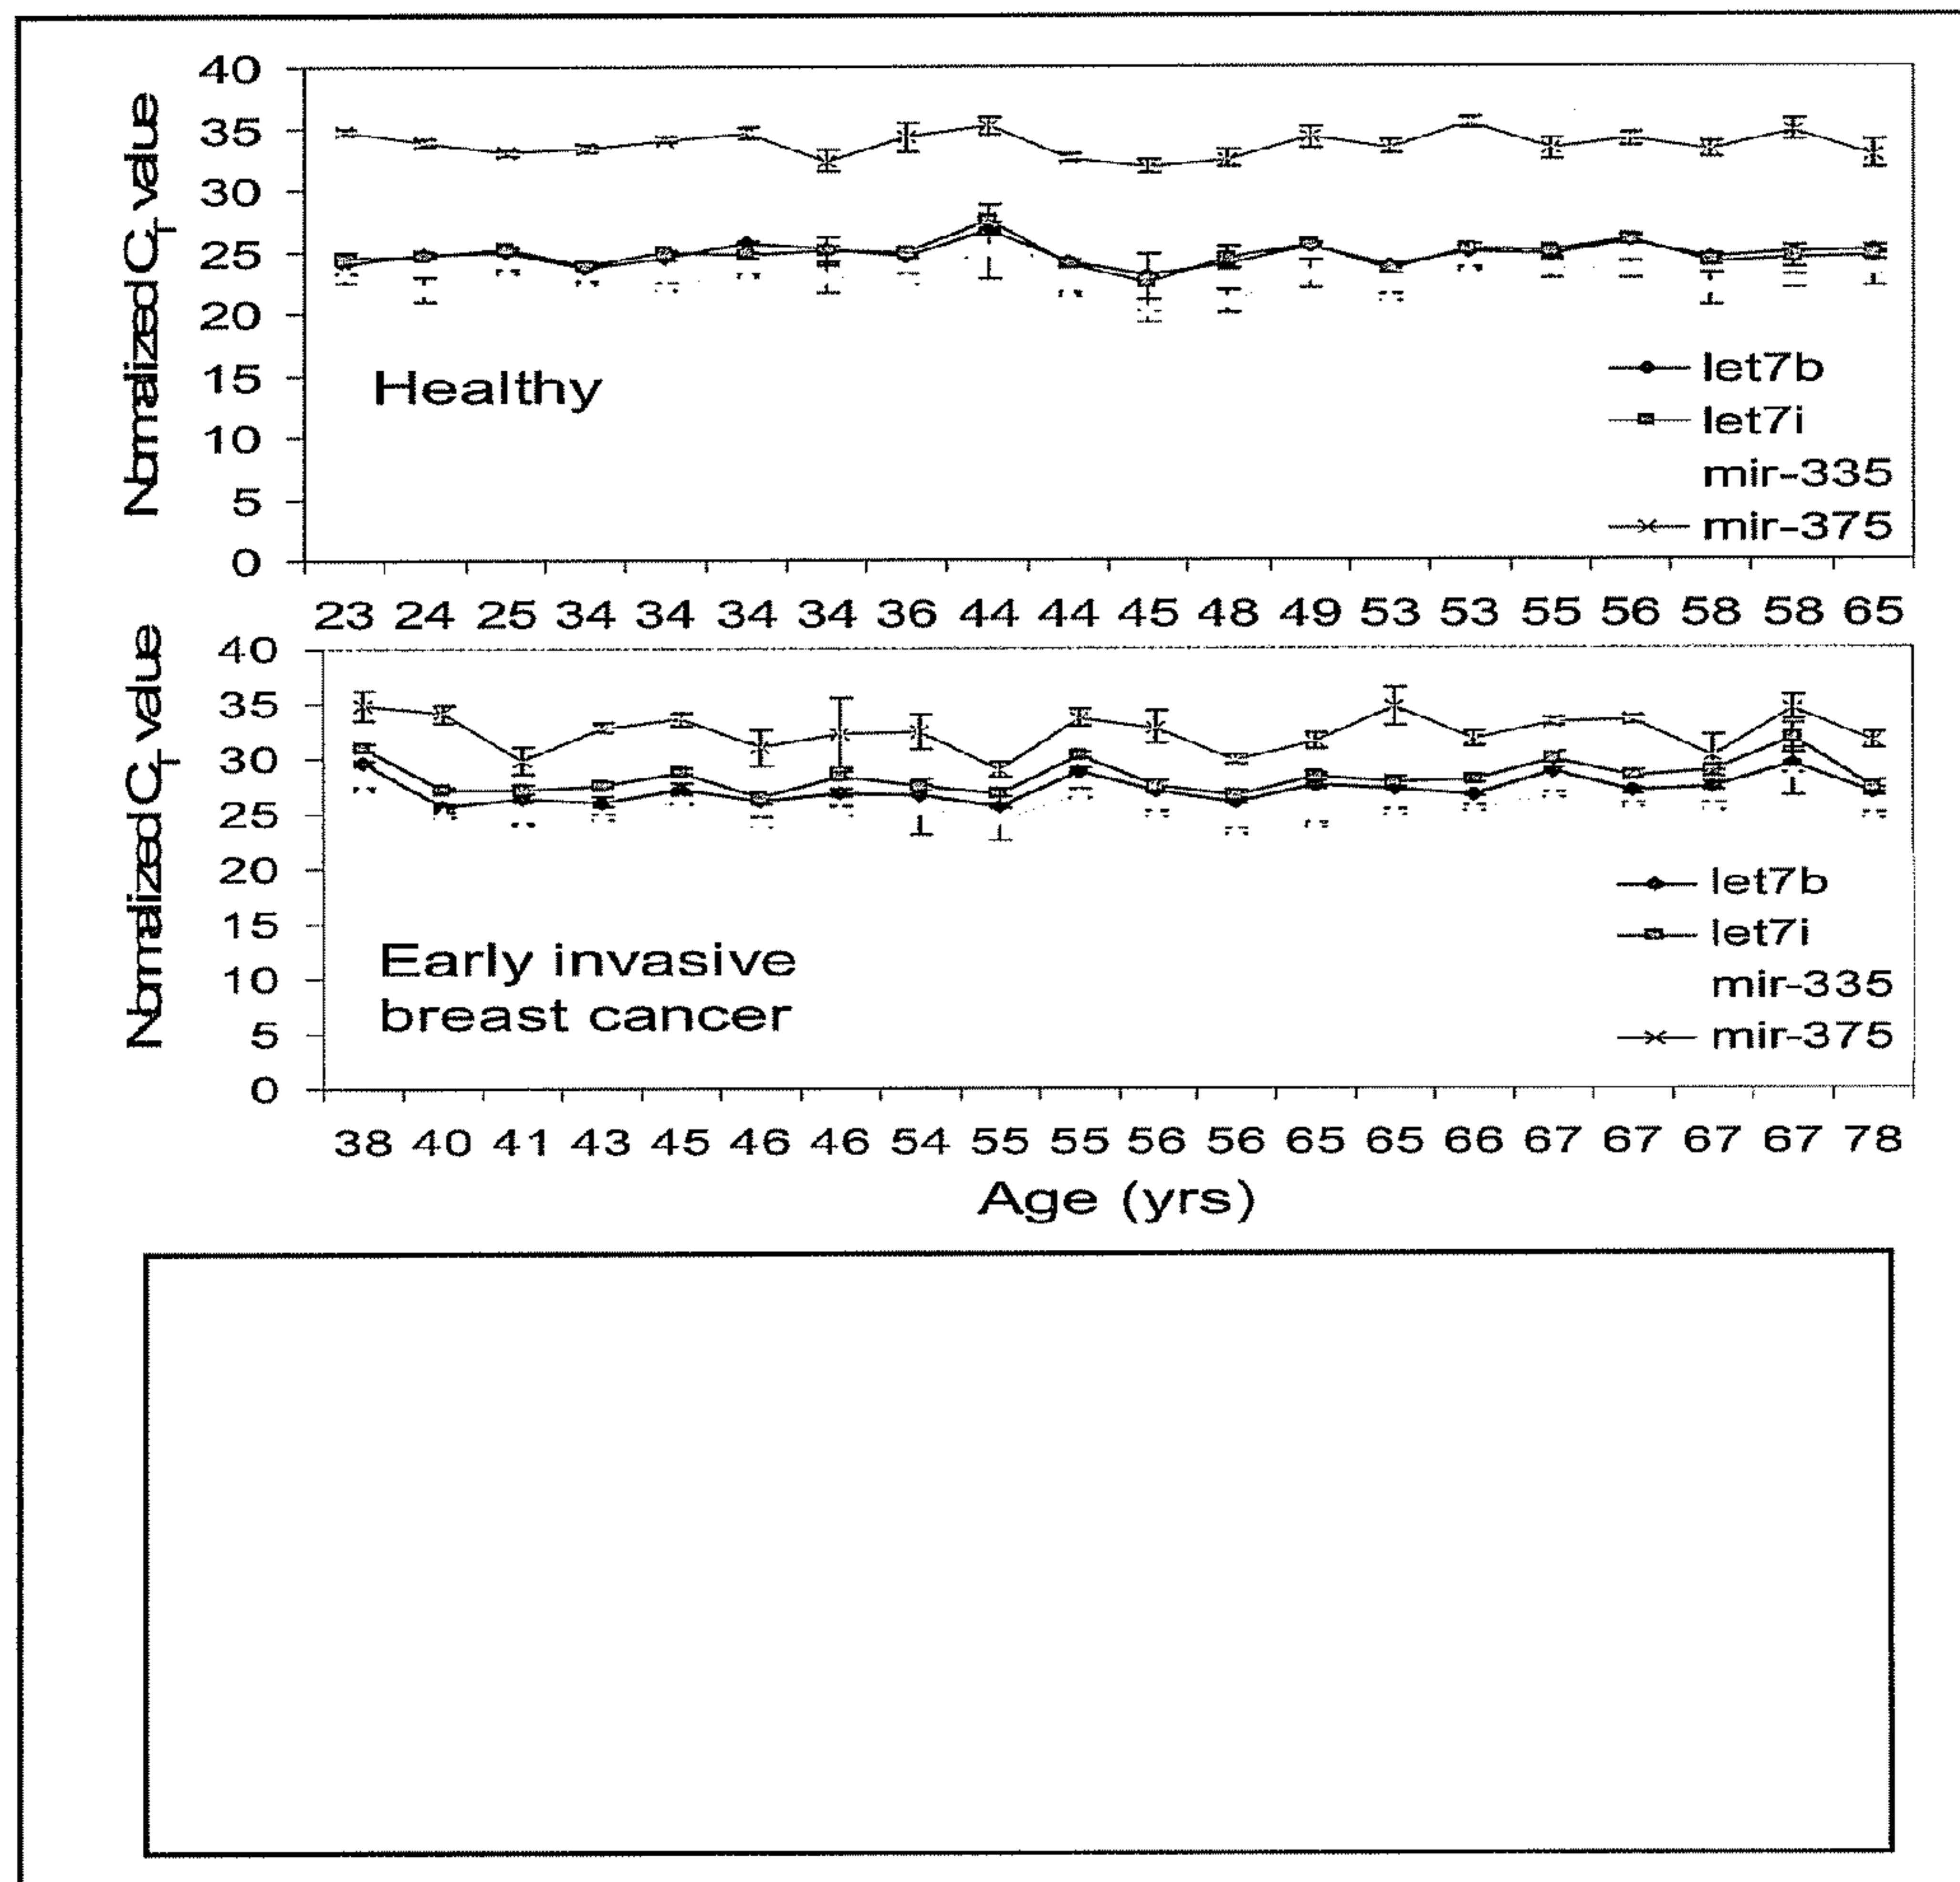 40
35
30
25
20
15
10
5
0
Normalized CT value
Healthy
let7b
let7i
mir-335
mir-375
23 24 25 34 34 34 34 36 44 44 45 48 49 53 53 55 56 58 58 65
40
35
30
25
20
15
10
5
0
Normalized CT value
Early invasive
breast cancer
let7b
let7i
mir-335
mir-375
38 40 41 43 45 46 46 54 55 55 56 56 65 65 66 67 67 67 67 78
Age (yrs)